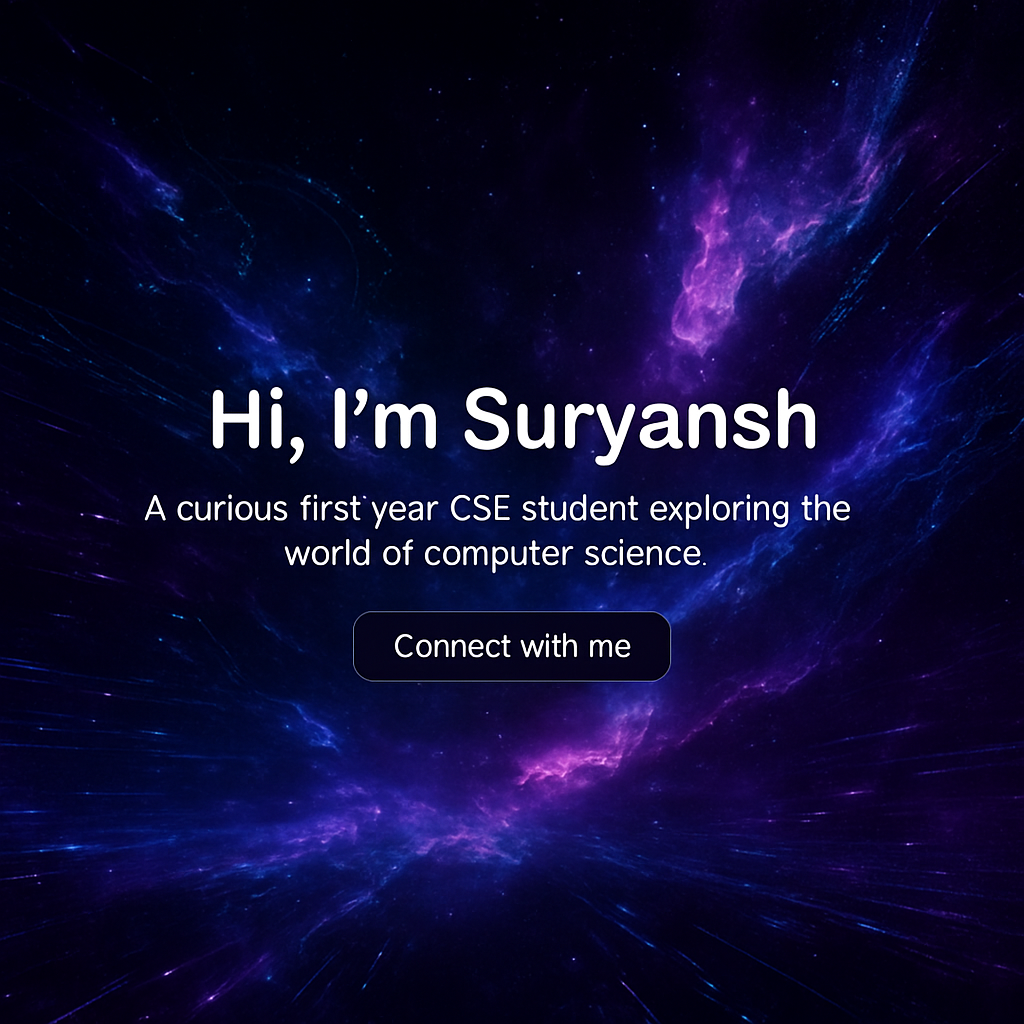 Hi, I’m Suryansh
A curious first year CSE student exploring the
world of computer science.
Connect with me